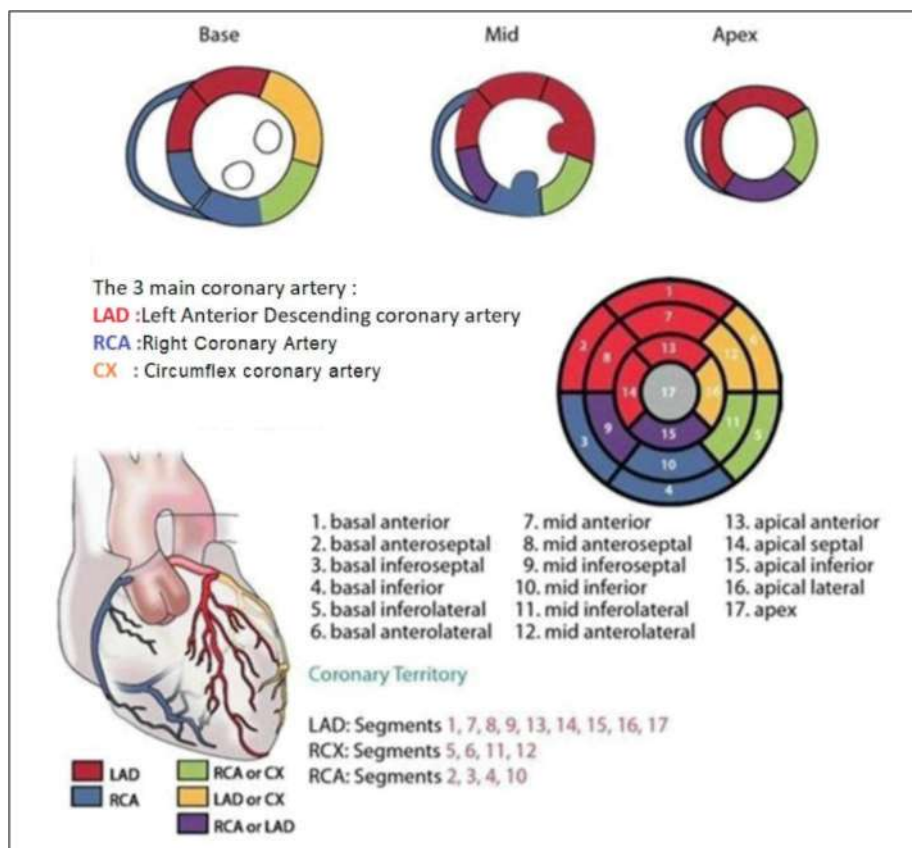 Base Mid Apex
The 3 main coronary artery :
LAD :Left Anterior Descending coronary artery
RCA :Right Coronary Artery
CX : Circumflex coronary artery
1
7
13
2 8 14 17 16 12 6
3 9 15 11 5
10
4
1. basal anterior
2. basal anteroseptal
3. basal inferoseptal
4. basal inferior
5. basal inferolateral
6. basal anterolateral
7. mid anterior
8. mid anteroseptal
9. mid inferoseptal
10. mid inferior
11. mid inferolateral
12. mid anterolateral
13. apical anterior
14. apical septal
15. apical inferior
16. apical lateral
17. apex
Coronary Territory
LAD: Segments 1, 7, 8, 9, 13, 14, 15, 16, 17
RCX: Segments 5, 6, 11, 12
RCA: Segments 2, 3, 4, 10
LAD
RCA
RCA or CX
LAD or CX
RCA or LAD